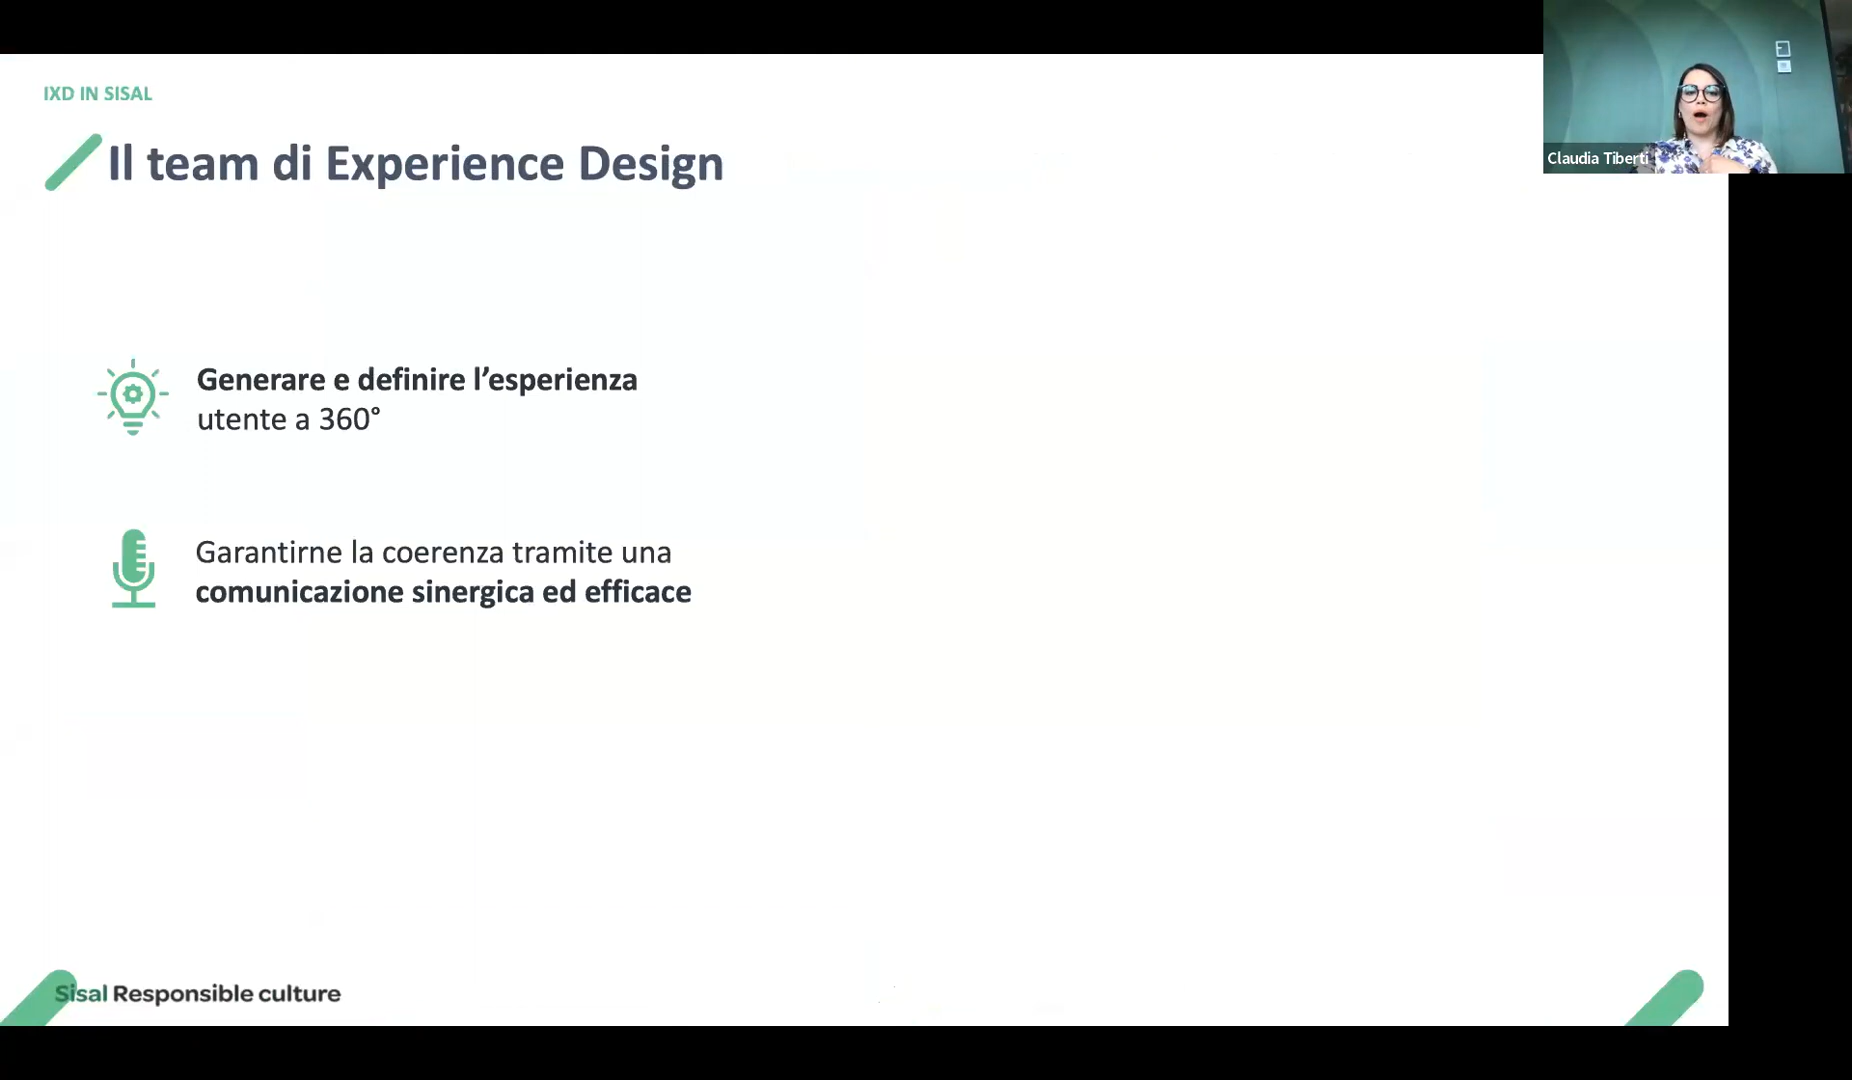 IXD IN SISAL
Il team di Experience Design
Claudia Tiberti
Generare e definire l’esperienza
utente a 360°
Garantirne la coerenza tramite una
comunicazione sinergica ed efficace
Sisal Responsible culture